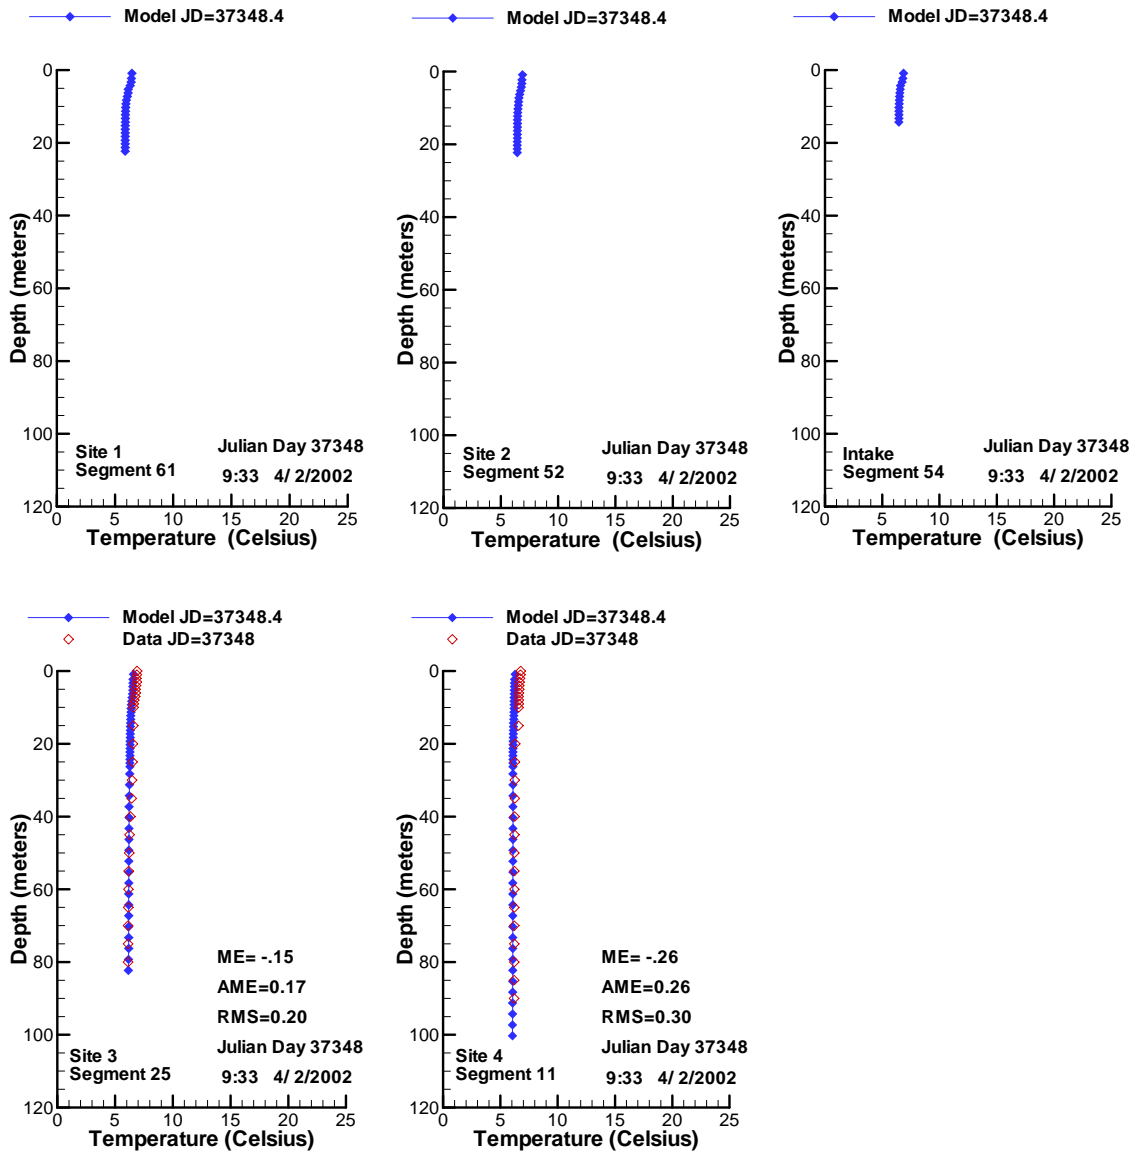 Model JD=37348.4
0
20
40
60
80
100
120
0 5 10 15 20 25
Depth (meters)
Temperature (Celsius)
Site 1
Segment 61
Julian Day 37348
9:33 4/ 2/2002
Model JD=37348.4
0
20
40
60
80
100
120
0 5 10 15 20 25
Depth (meters)
Temperature (Celsius)
Site 2
Segment 52
Julian Day 37348
9:33 4/ 2/2002
Model JD=37348.4
0
20
40
60
80
100
120
0 5 10 15 20 25
Depth (meters)
Temperature (Celsius)
Intake
Segment 54
Julian Day 37348
9:33 4/ 2/2002
Model JD=37348.4
Data JD=37348
0
20
40
60
80
100
120
0 5 10 15 20 25
Depth (meters)
Temperature (Celsius)
ME= -.15
AME=0.17
RMS=0.20
Site 3
Segment 25
Julian Day 37348
9:33 4/ 2/2002
Model JD=37348.4
Data JD=37348
0
20
40
60
80
100
120
0 5 10 15 20 25
Depth (meters)
Temperature (Celsius)
ME= -.26
AME=0.26
RMS=0.30
Site 4
Segment 11
Julian Day 37348
9:33 4/ 2/2002